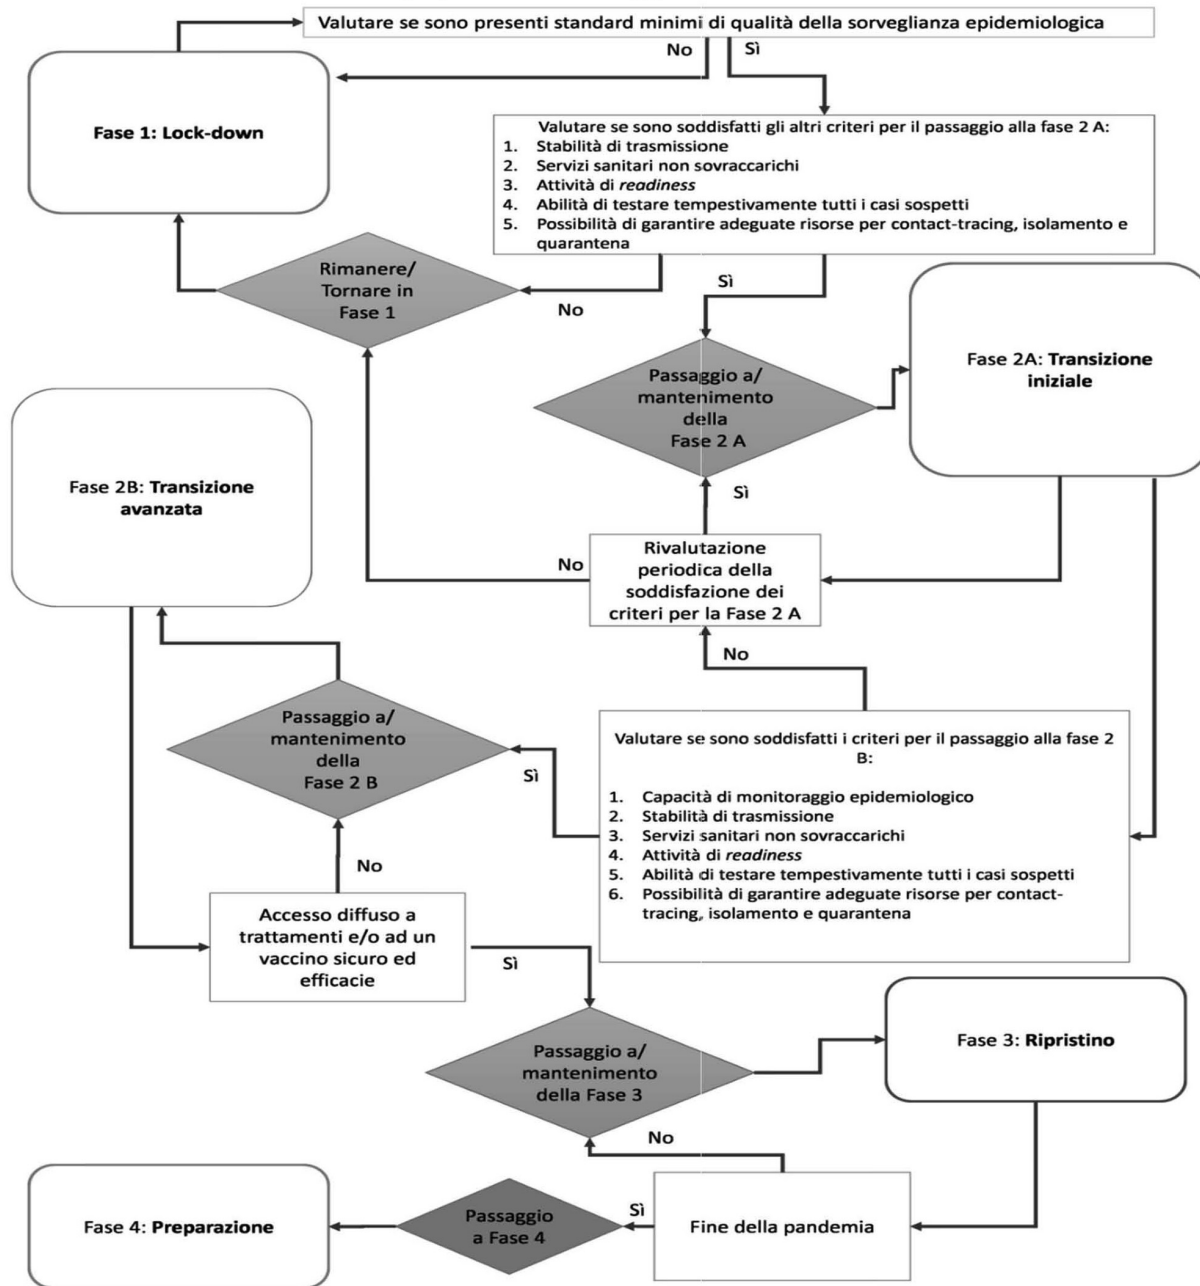 Valutare se sono presenti standard minimi di qualità della sorveglianza epidemiologica
No
Sì
Fase 1: Lock-down
Valutare se sono soddisfatti gli altri criteri per il passaggio alla fase 2 A:
1. Stabilità di trasmissione
2. Servizi sanitari non sovraccarichi
3. Attività di readiness
4. Abilità di testare tempestivamente tutti i casi sospetti
5. Possibilità di garantire adeguate risorse per contact-tracing, isolamento e
quarantena
Rimanere/
Tornare in
Fase 1
No
Sì
Passaggio a/
mantenimento
della
Fase 2 A
Fase 2A: Transizione
iniziale
Fase 2B: Transizione
avanzata
Sì
No
Rivalutazione
periodica della
soddisfazione dei
criteri per la Fase 2 A
No
Passaggio a/
mantenimento
della
Fase 2 B
Sì
Valutare se sono soddisfatti i criteri per il passaggio alla fase 2
B:
1. Capacità di monitoraggio epidemiologico
2. Stabilità di trasmissione
3. Servizi sanitari non sovraccarichi
4. Attività di readiness
5. Abilità di testare tempestivamente tutti i casi sospetti
6. Possibilità di garantire adeguate risorse per contact-
tracing, isolamento e quarantena
No
Accesso diffuso a
trattamenti e/o ad un
vaccino sicuro ed
efficacie
Sì
Passaggio a/
mantenimento
della Fase 3
Fase 3: Ripristino
No
Fase 4: Preparazione
Passaggio
a Fase 4
Sì
Fine della pandemia